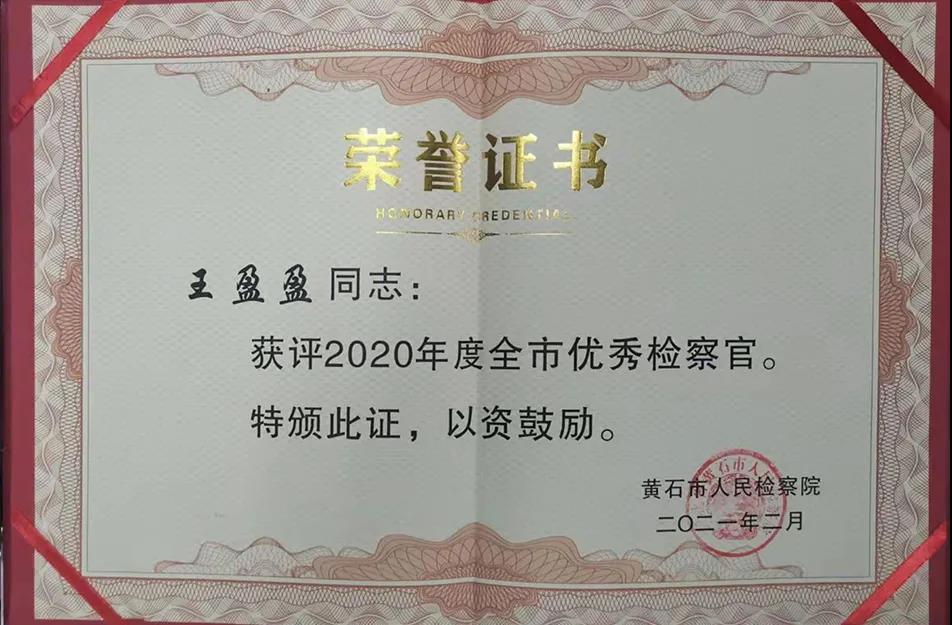 荣誉证书
HONORARY CREDENTIAL
王盈盈同志：
获评2020年度全市优秀检察官。
特颁此证，以资鼓励。
黄石市人民检察院
二〇二一年二月